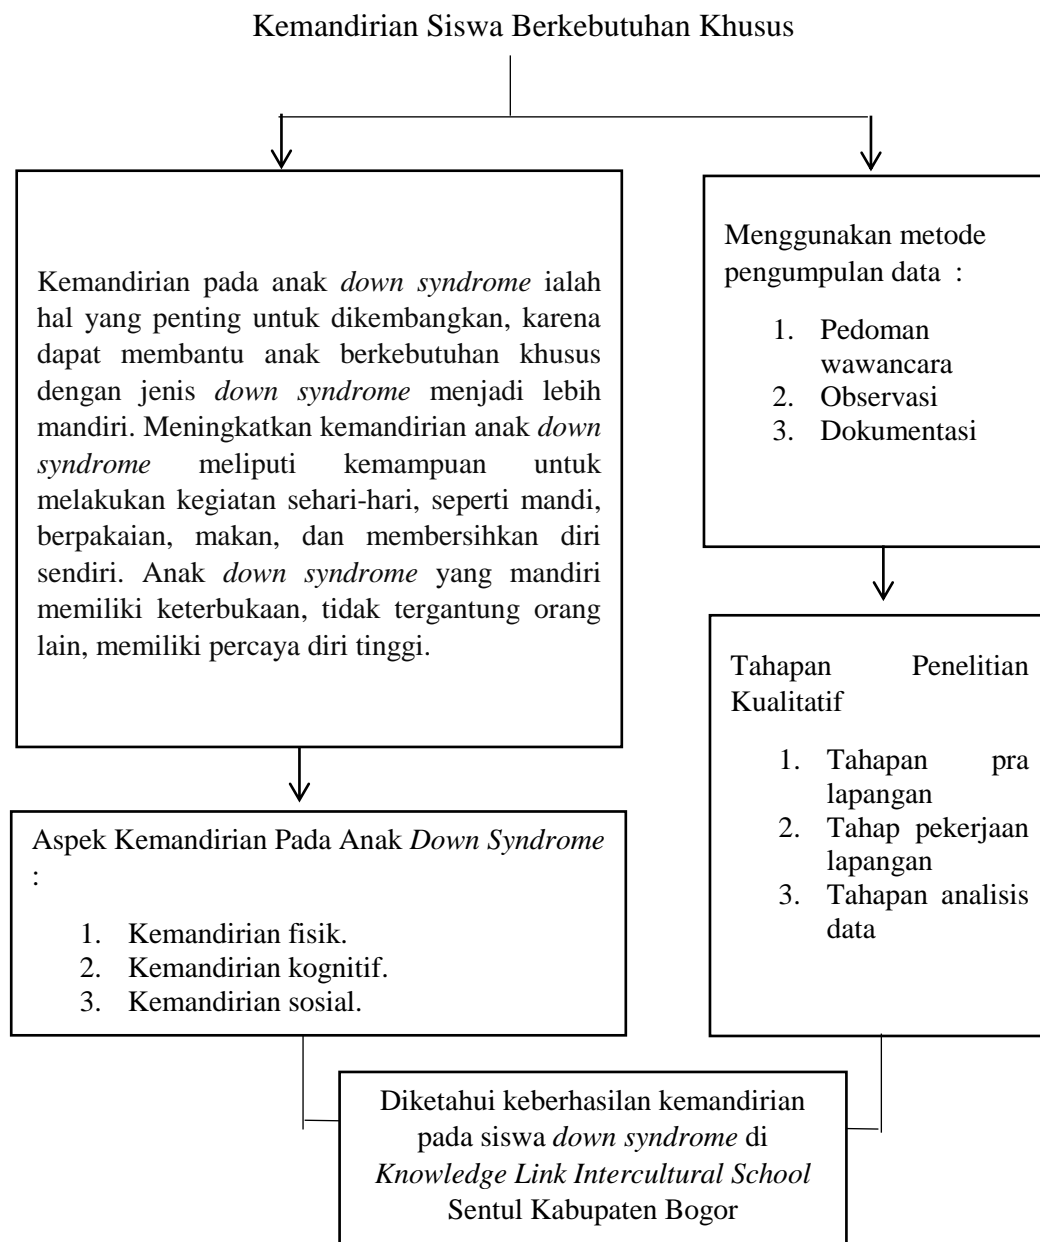 Kemandirian Siswa Berkebutuhan Khusus
Kemandirian pada anak down syndrome ialah
hal yang penting untuk dikembangkan, karena
dapat membantu anak berkebutuhan khusus
dengan jenis down syndrome menjadi lebih
mandiri. Meningkatkan kemandirian anak down
syndrome meliputi kemampuan untuk
melakukan kegiatan sehari-hari, seperti mandi,
berpakaian, makan, dan membersihkan diri
sendiri. Anak down syndrome yang mandiri
memiliki keterbukaan, tidak tergantung orang
lain, memiliki percaya diri tinggi.
Aspek Kemandirian Pada Anak Down Syndrome
:
1. Kemandirian fisik.
2. Kemandirian kognitif.
3. Kemandirian sosial.
Menggunakan metode
pengumpulan data :
1. Pedoman
wawancara
2. Observasi
3. Dokumentasi
Tahapan Penelitian
Kualitatif
1. Tahapan pra
lapangan
2. Tahap pekerjaan
lapangan
3. Tahapan analisis
data
Diketahui keberhasilan kemandirian
pada siswa down syndrome di
Knowledge Link Intercultural School
Sentul Kabupaten Bogor